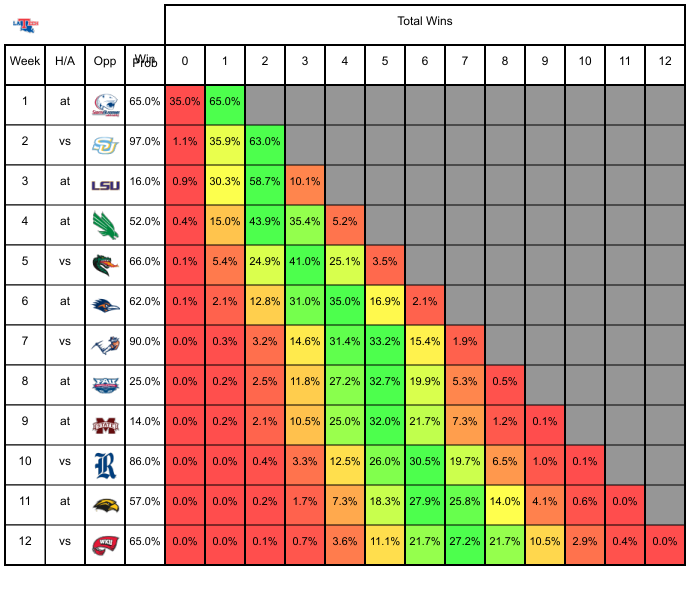 Total Wins
Week H/A Opp Win Prob 0 1 2 3 4 5 6 7 8 9 10 11 12
1 at 65.0% 35.0% 65.0%
2 vs 97.0% 1.1% 35.9% 63.0%
3 at LSU 16.0% 0.9% 30.3% 58.7% 10.1%
4 at 52.0% 0.4% 15.0% 43.9% 35.4% 5.2%
5 vs 66.0% 0.1% 5.4% 24.9% 41.0% 25.1% 3.5%
6 at 62.0% 0.1% 2.1% 12.8% 31.0% 35.0% 16.9% 2.1%
7 vs 90.0% 0.0% 0.3% 3.2% 14.6% 31.4% 33.2% 15.4% 1.9%
8 at FAU 25.0% 0.0% 0.2% 2.5% 11.8% 27.2% 32.7% 19.9% 5.3% 0.5%
9 at M 14.0% 0.0% 0.2% 2.1% 10.5% 25.0% 32.0% 21.7% 7.3% 1.2% 0.1%
10 vs R 86.0% 0.0% 0.0% 0.4% 3.3% 12.5% 26.0% 30.5% 19.7% 6.5% 1.0% 0.1%
11 at 57.0% 0.0% 0.0% 0.2% 1.7% 7.3% 18.3% 27.9% 25.8% 14.0% 4.1% 0.6% 0.0%
12 vs WKU 65.0% 0.0% 0.0% 0.1% 0.7% 3.6% 11.1% 21.7% 27.2% 21.7% 10.5% 2.9% 0.4% 0.0%